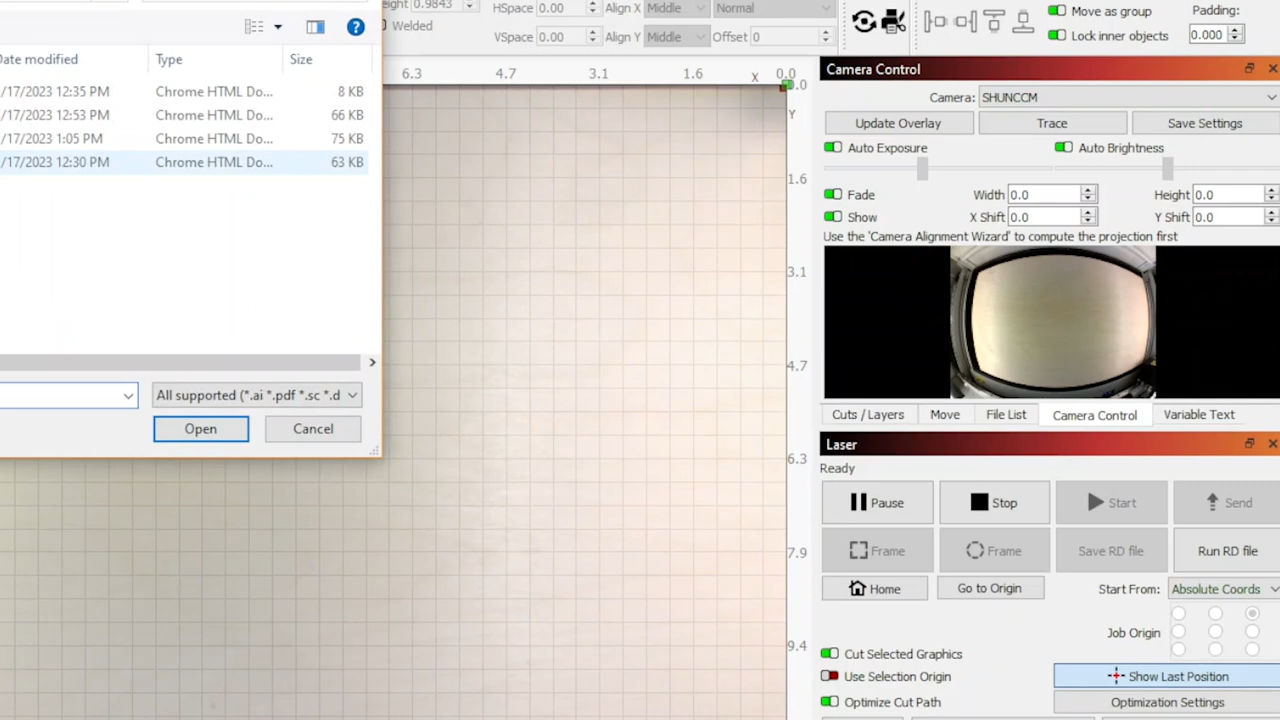 eight 0.9843
HSpace 0.00 Align X Middle Normal
Welded
VSpace 0.00 Align Y Middle Offset 0
Move as group
Lock inner objects
Padding:
0.000
Date modified Type Size
/17/2023 12:35 PM Chrome HTML Do... 8 KB
/17/2023 12:53 PM Chrome HTML Do... 66 KB
/17/2023 1:05 PM Chrome HTML Do... 75 KB
/17/2023 12:30 PM Chrome HTML Do... 63 KB
All supported (*.ai *.pdf *.sc *.d
Open Cancel
6.3 4.7 3.1 1.6 X 0.0
0.0
Y
1.6
3.1
4.7
6.3
7.9
9.4
Camera Control
Camera: SHUNCCM
Update Overlay Trace Save Settings
Auto Exposure Auto Brightness
Fade Width 0.0 Height 0.0
Show X Shift 0.0 Y Shift 0.0
Use the 'Camera Alignment Wizard' to compute the projection first
Cuts / Layers Move File List Camera Control Variable Text
Laser
Ready
Pause Stop Start Send
Frame Frame Save RD file Run RD file
Home Go to Origin Start From: Absolute Coords
Job Origin
Cut Selected Graphics
Use Selection Origin Show Last Position
Optimize Cut Path Optimization Settings